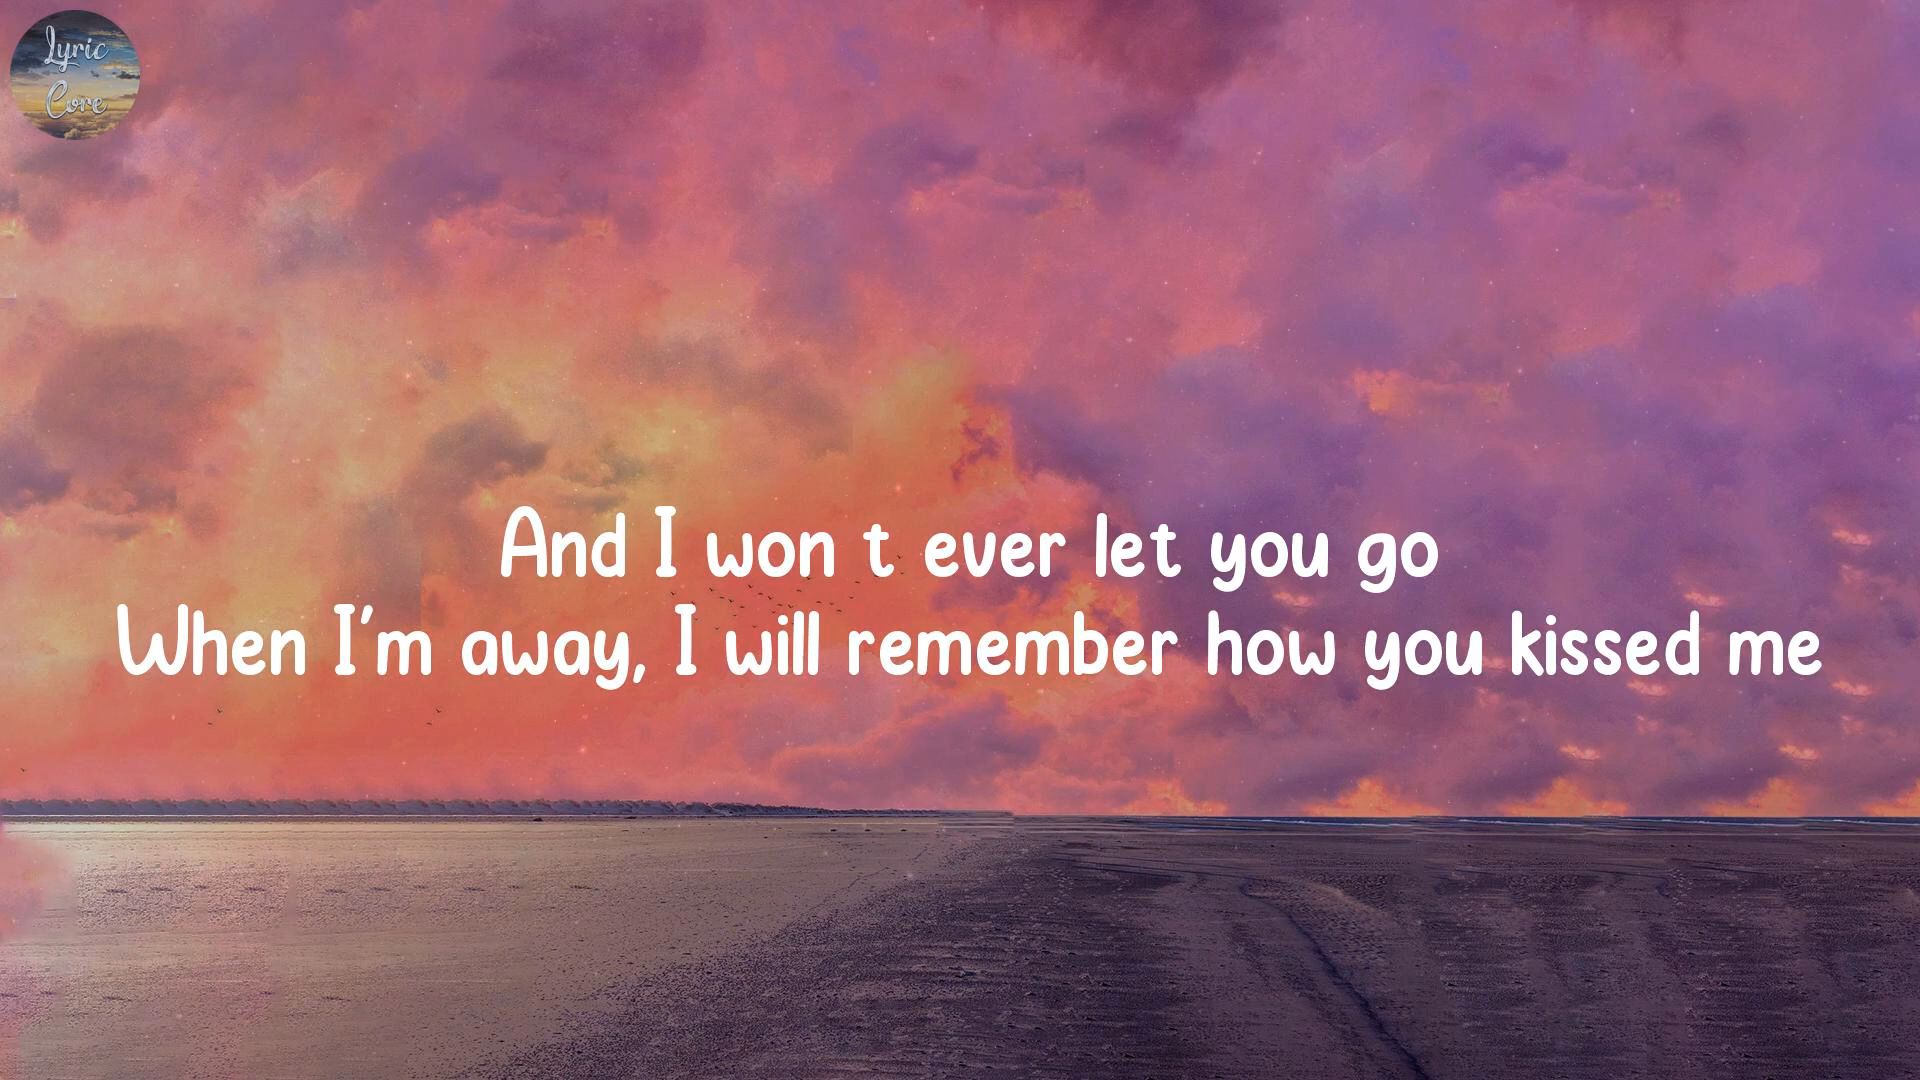 Lyric
Core
And I won t ever let you go
When I'm away, I will remember how you kissed me